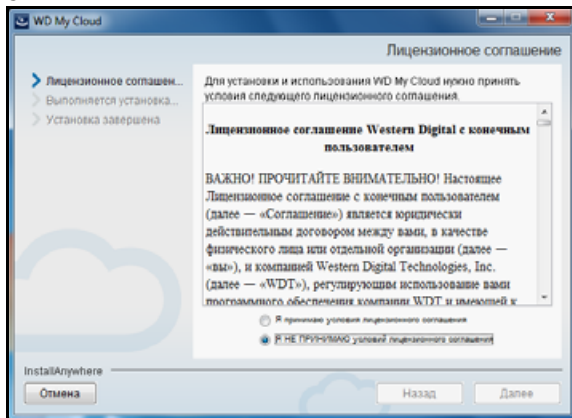 WD My Cloud
Лицензионное соглашение
Лицензионное соглашен...
Выполняется установка...
Установка завершена
Для установки и использования WD My Cloud нужно принять
условия следующего лицензионного соглашения.
Лицензионное соглашение Western Digital с конечным
пользователем
ВАЖНО! ПРОЧИТАЙТЕ ВНИМАТЕЛЬНО! Настоящее
Лицензионное соглашение с конечным пользователем
(далее — «Соглашение») является юридически
действительным договором между вами, в качестве
физического лица или отдельной организации (далее —
«вы»), и компанией Western Digital Technologies, Inc.
(далее — «WDT»), регулирующим использование вами
программного обеспечения компании WDT и имеющей к
Я принимаю условия лицензионного соглашения
Я НЕ ПРИНИМАЮ условий лицензионного соглашения
InstallAnywhere
Отмена
Назад
Далее